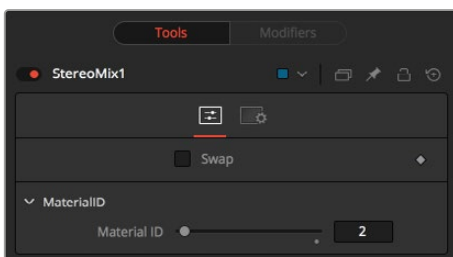 Tools Modifiers
StereoMix1
Swap
MaterialID
Material ID 2